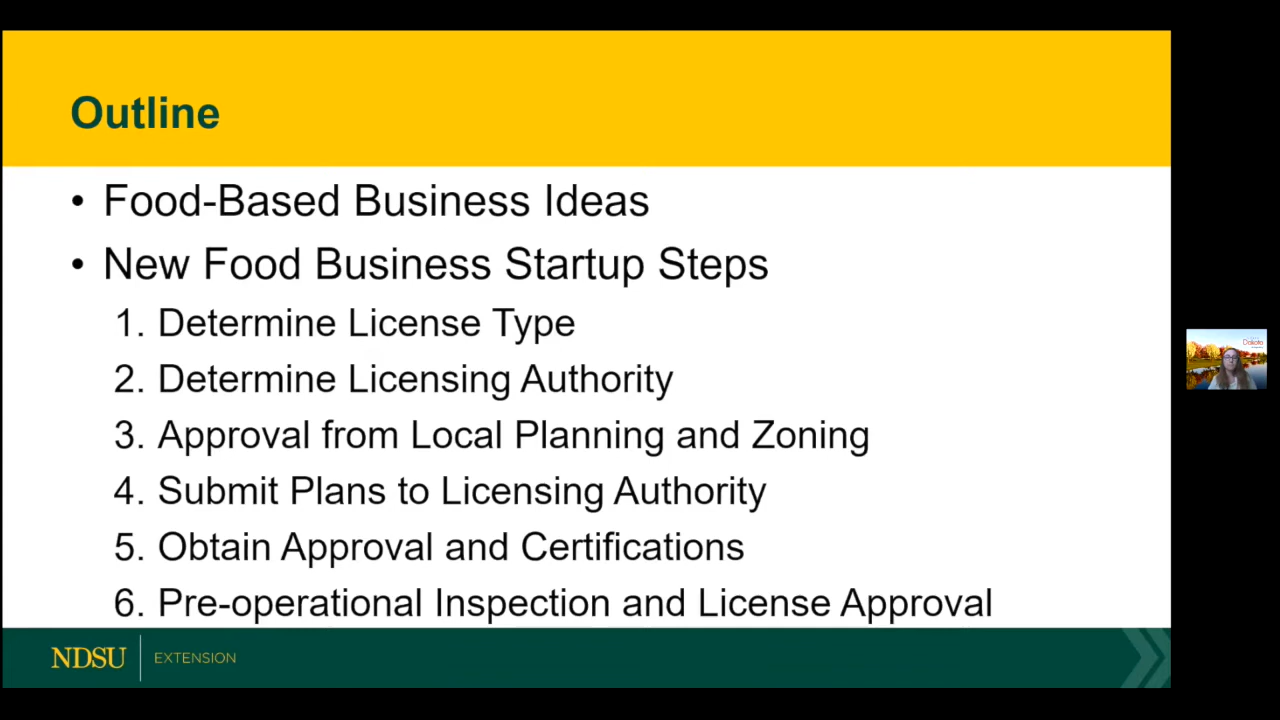 Outline
• Food-Based Business Ideas
• New Food Business Startup Steps
1. Determine License Type
2. Determine Licensing Authority
3. Approval from Local Planning and Zoning
4. Submit Plans to Licensing Authority
5. Obtain Approval and Certifications
6. Pre-operational Inspection and License Approval
NDSU EXTENSION
Dakota